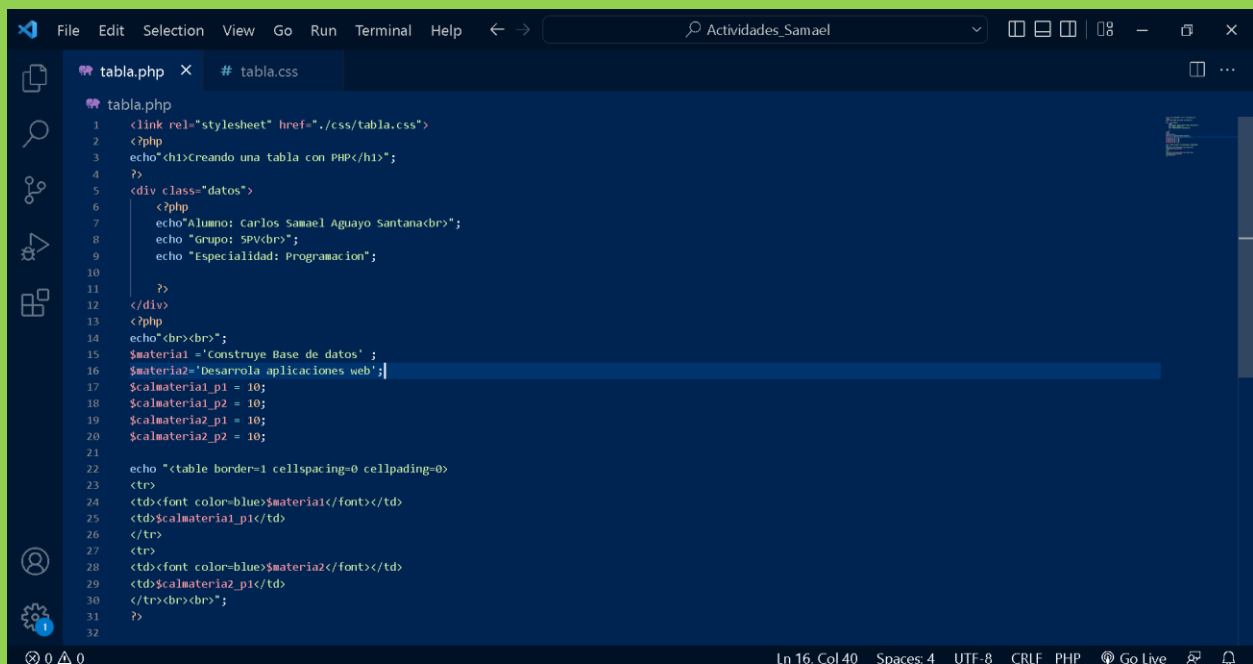 File Edit Selection View Go Run Terminal Help Actividades_Samael
tabla.php # tabla.css
tabla.php
1 <link rel="stylesheet" href="./css/tabla.css">
2 <?php
3 echo"<h1>Creando una tabla con PHP</h1>";
4 ?>
5 <div class="datos">
6 <?php
7 echo"Alumno: Carlos Samael Aguayo Santana<br>";
8 echo "Grupo: 5PV<br>";
9 echo "Especialidad: Programacion";
10
11 ?>
12 </div>
13 <?php
14 echo"<br><br>";
15 $materia1 ='Construye Base de datos' ;
16 $materia2='Desarrola aplicaciones web';
17 $calmateria1_p1 = 10;
18 $calmateria1_p2 = 10;
19 $calmateria2_p1 = 10;
20 $calmateria2_p2 = 10;
21
22 echo "<table border=1 cellspacing=0 cellpading=0>
23 <tr>
24 <td><font color=blue>$materia1</font></td>
25 <td>$calmateria1_p1</td>
26 </tr>
27 <tr>
28 <td><font color=blue>$materia2</font></td>
29 <td>$calmateria2_p1</td>
30 </tr><br><br>";
31 ?>
32
1
0 0 Ln 16, Col 40 Spaces: 4 UTF-8 CRLF PHP Go Live